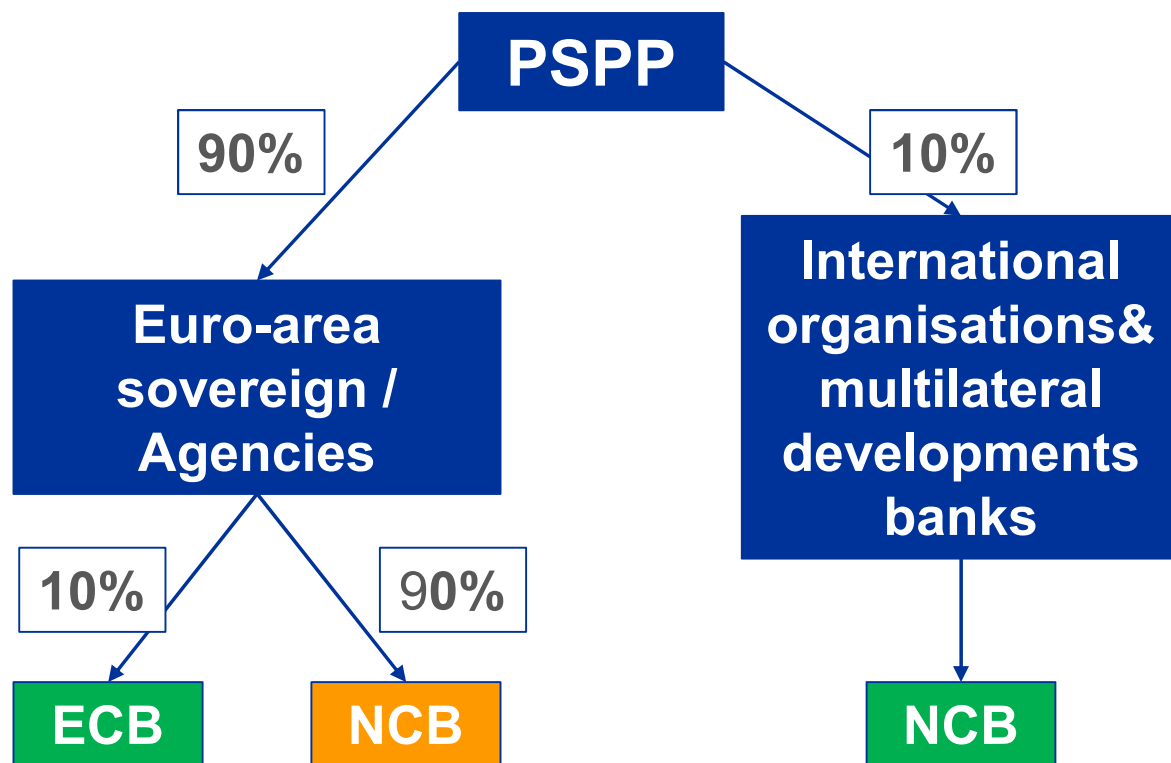 PSPP
90%
10%
Euro-area
sovereign /
Agencies
International
organisations&
multilateral
developments
banks
10%
90%
ECB
NCB
NCB